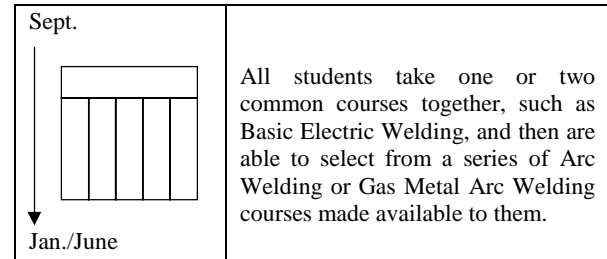 Sept.
All students take one or two
common courses together, such as
Basic Electric Welding, and then are
able to select from a series of Arc
Welding or Gas Metal Arc Welding
courses made available to them.
Jan./June